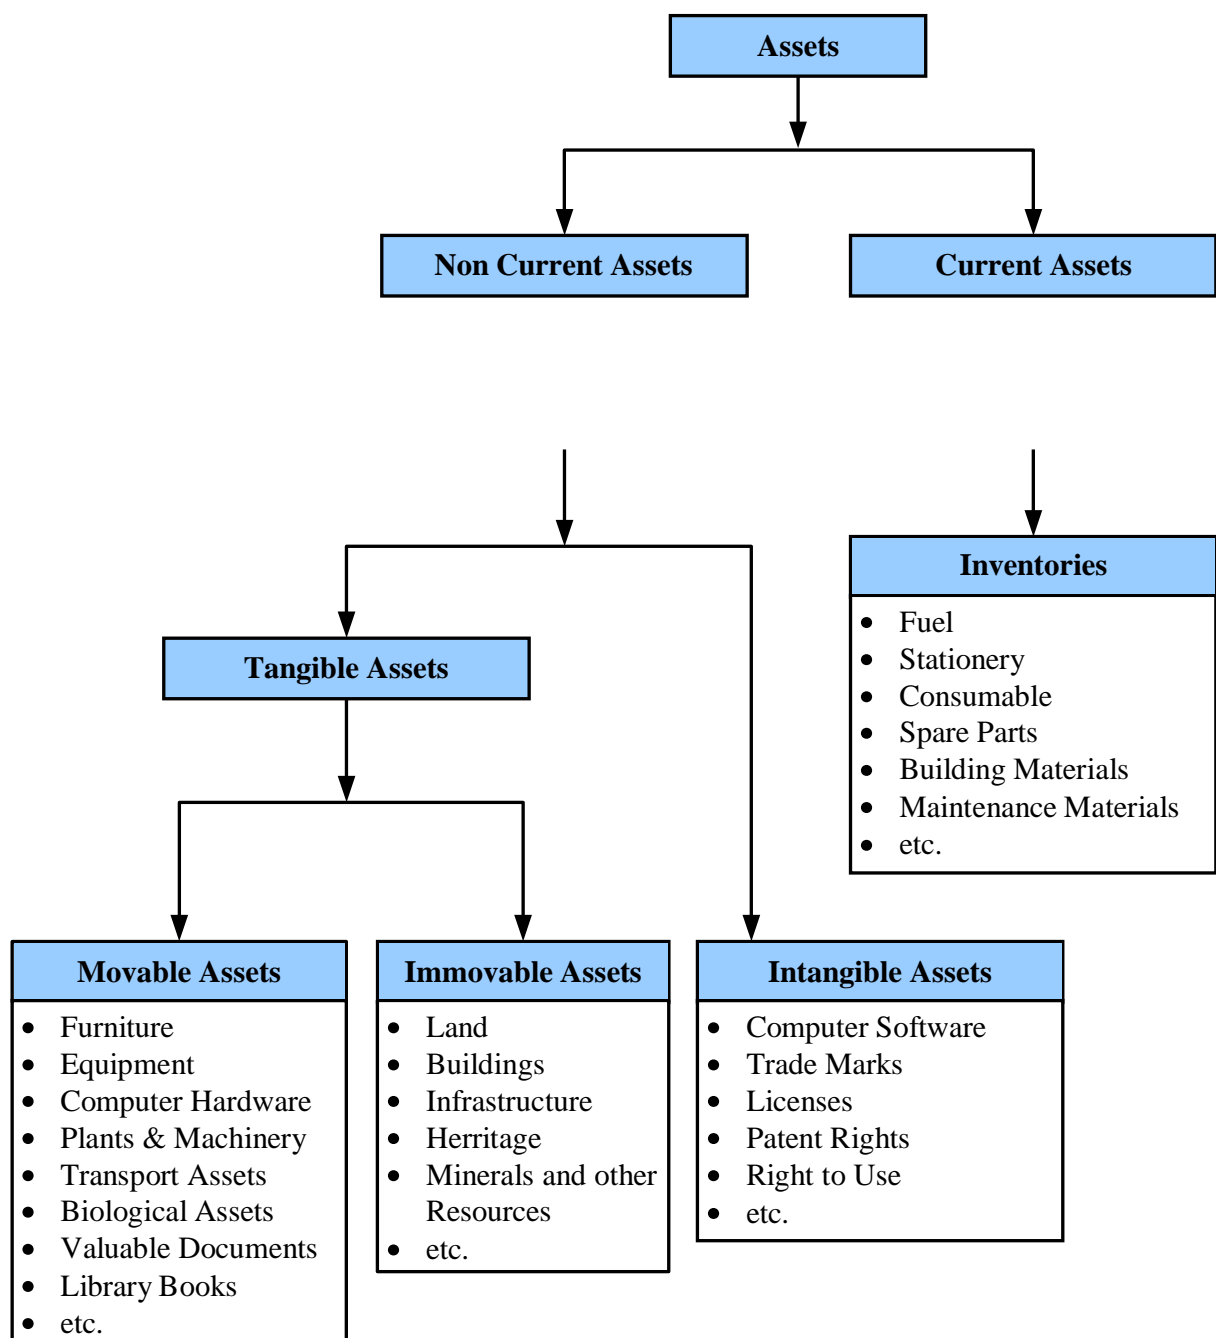 Assets
Non Current Assets
Current Assets
Inventories
• Fuel
• Stationery
• Consumable
• Spare Parts
• Building Materials
• Maintenance Materials
• etc.
Tangible Assets
Movable Assets
• Furniture
• Equipment
• Computer Hardware
• Plants & Machinery
• Transport Assets
• Biological Assets
• Valuable Documents
• Library Books
• etc.
Immovable Assets
• Land
• Buildings
• Infrastructure
• Herritage
• Minerals and other
Resources
• etc.
Intangible Assets
• Computer Software
• Trade Marks
• Licenses
• Patent Rights
• Right to Use
• etc.